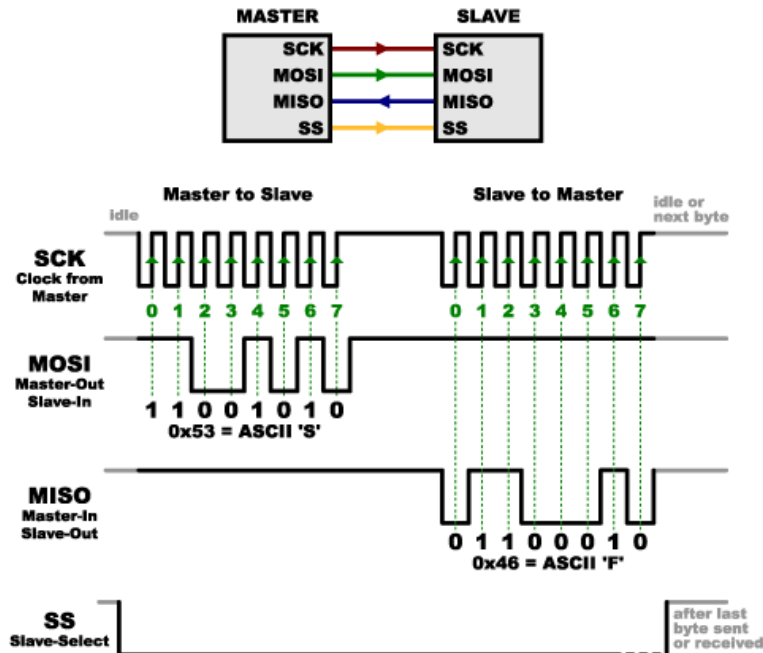 MASTER SLAVE
SCK SCK
MOSI MOSI
MISO MISO
SS SS
Master to Slave Slave to Master
idle
idle or
next byte
SCK
Clock from
Master
0 1 2 3 4 5 6 7 0 1 2 3 4 5 6 7
MOSI
Master-Out
Slave-In
1 1 0 0 1 0 1 0
0x53 = ASCII 'S'
MISO
Master-In
Slave-Out
0 1 1 0 0 0 1 0
0x46 = ASCII 'F'
SS
Slave-Select
after last
byte sent
or received